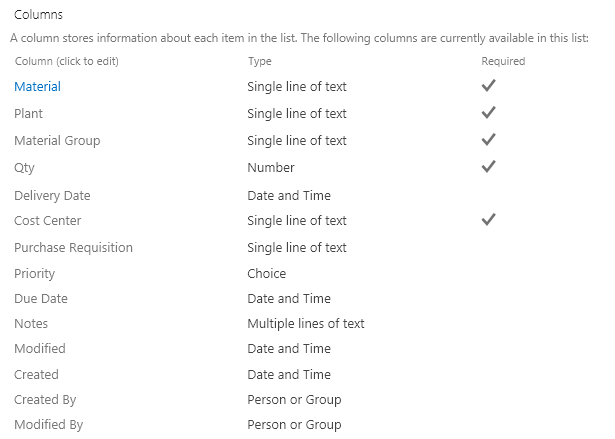 Columns
A column stores information about each item in the list. The following columns are currently available in this list:
Column (click to edit) Type Required
Material Single line of text ✓
Plant Single line of text ✓
Material Group Single line of text ✓
Qty Number ✓
Delivery Date Date and Time
Cost Center Single line of text ✓
Purchase Requisition Single line of text
Priority Choice
Due Date Date and Time
Notes Multiple lines of text
Modified Date and Time
Created Date and Time
Created By Person or Group
Modified By Person or Group